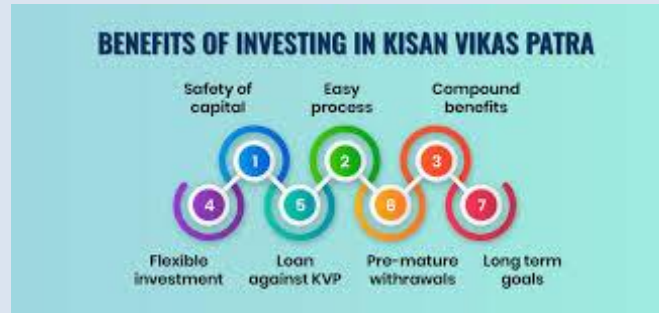 BENEFITS OF INVESTING IN KISAN VIKAS PATRA
Safety of
capital
Easy
process
Compound
benefits
1
2
3
4
5
6
7
Flexible
investment
Loan
against KVP
Pre-mature
withrawals
Long term
goals